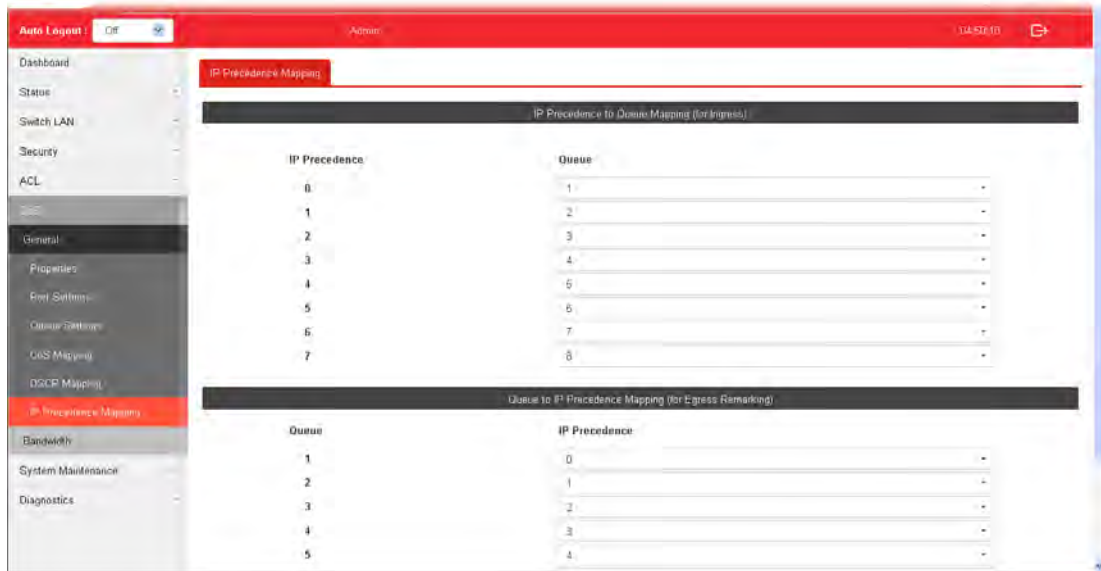 Auto Logout : Off Admin
Dashboard
Status
Switch LAN
Security
ACL
General
Properties
Port Settings
Queue Settings
CoS Mapping
DSCP Mapping
IP Precedence Mapping
Bandwidth
System Maintenance
Diagnostics
IP Precedence Mapping
IP Precedence to Queue Mapping (for Ingress)
IP Precedence Queue
0 1
1 2
2 3
3 4
4 5
5 6
6 7
7 8
Queue to IP Precedence Mapping (for Egress Remarking)
Queue IP Precedence
1 0
2 1
3 2
4 3
5 4